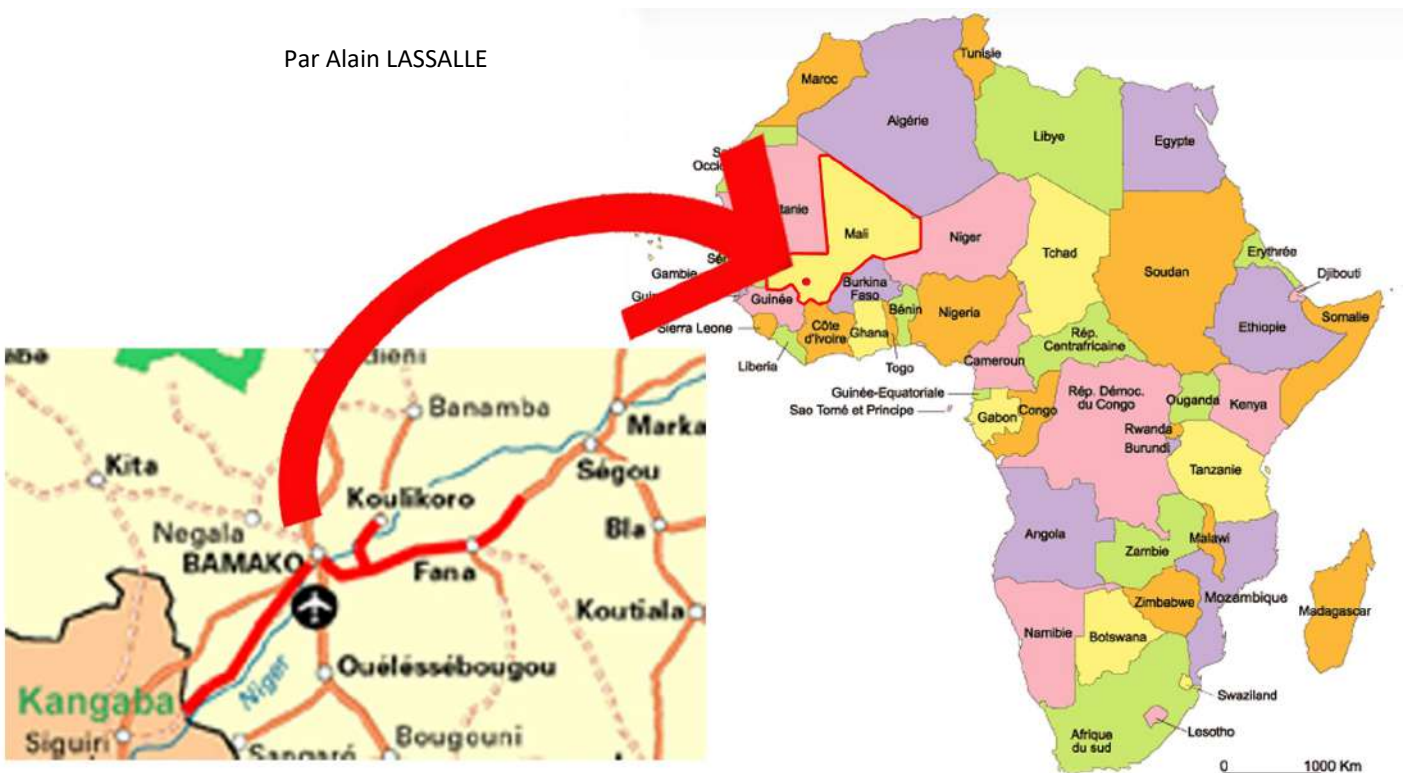 Par Alain LASSALLE
Tunisie
Maroc
Algérie
Libye
Egypte
Mali
Niger
Tchad
Soudan
Erythrée
Djibouti
Gambie
Guinée
Burkina
Faso
Bénin
Nigeria
Ethiopie
Somalie
Sierra Leone
Côte
d'Ivoire
Ghana
Togo
Liberia
Cameroun
Rép.
Centrafricaine
Guinée-Equatoriale
Sao Tomé et Principe
Gabon
Congo
Rép. Démoc.
du Congo
Ouganda
Kenya
Rwanda
Burundi
Tanzanie
Angola
Zambie
Malawi
Mozambique
Zimbabwe
Madagascar
Namibie
Botswana
Swaziland
Lesotho
Afrique
du sud
0 1000 Km
Banamba
Marka
Kita
Ségou
Koulikoro
Negala
BAMAKO
Fana
Bla
Koutiala
Ouéléssébougou
Niger
Kangaba
Siguiri
Bougouni